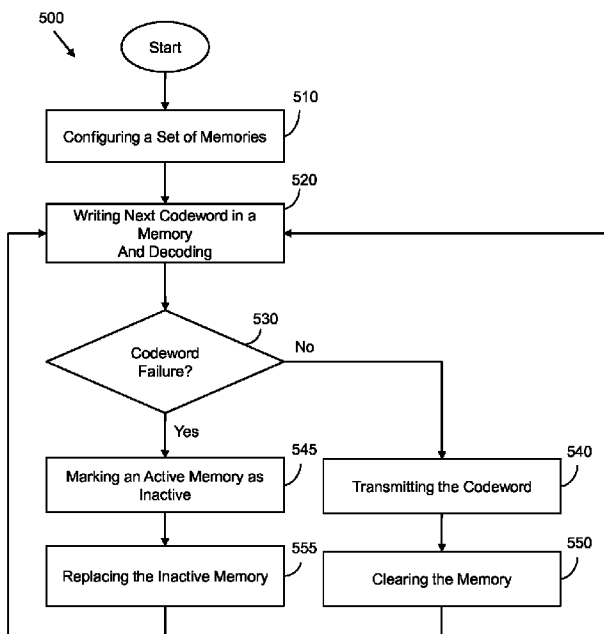 500
Start
510
Configuring a Set of Memories
520
Writing Next Codeword in a
Memory
And Decoding
530
Codeword
Failure?
No
Yes
545
Marking an Active Memory as
Inactive
540
Transmitting the Codeword
555
Replacing the Inactive Memory
550
Clearing the Memory